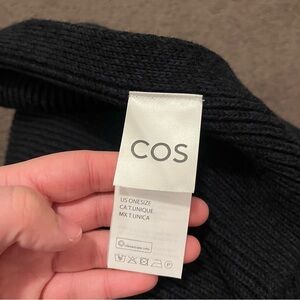 COS
US ONESIZE
CA T.UNIQUE
MX T.UNICA